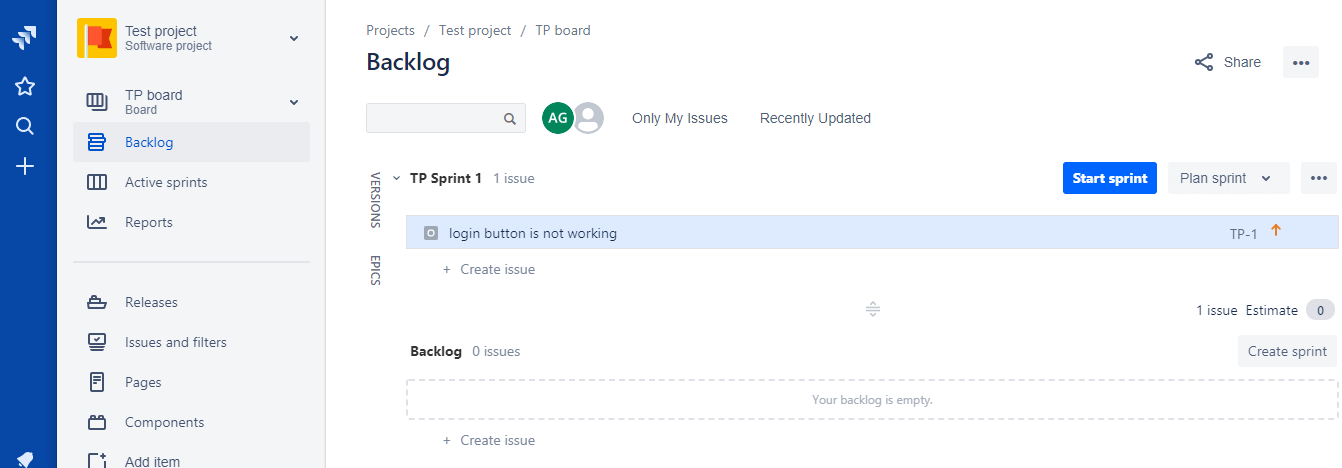 Test project
Software project
TP board
Board
Backlog
Active sprints
Reports
Releases
Issues and filters
Pages
Components
Add item
Projects / Test project / TP board
Backlog
Share
AG
Only My Issues
Recently Updated
VERSIONS
EPICS
TP Sprint 1 1 issue
Start sprint
Plan sprint
login button is not working
TP-1
+ Create issue
1 issue Estimate 0
Backlog 0 issues
Create sprint
Your backlog is empty.
+ Create issue